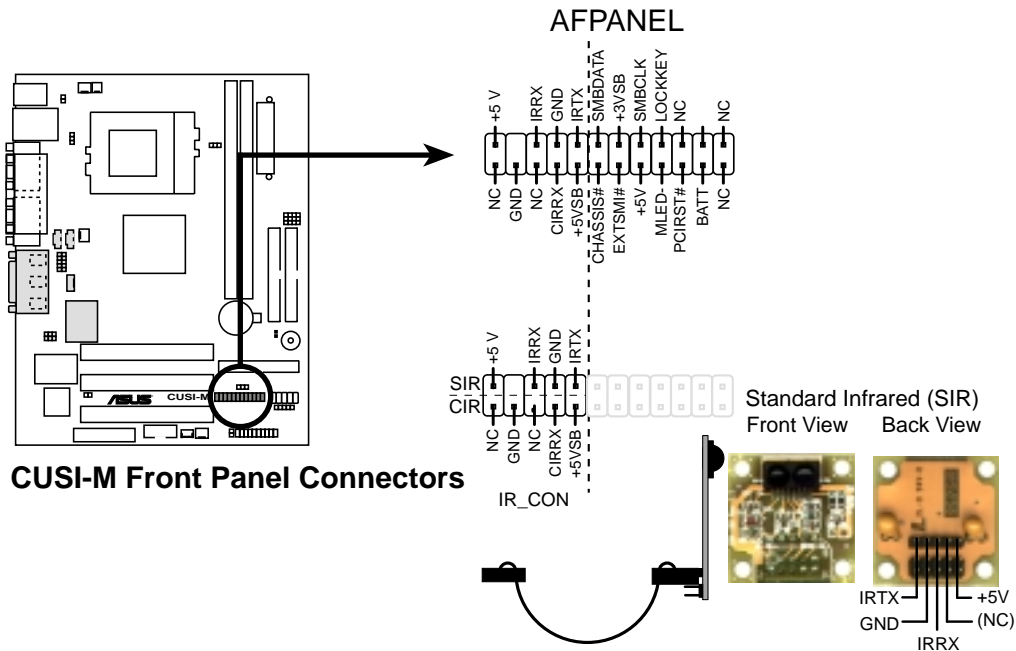 AFPANEL
+5 V
IRRX
GND
IRTX
SMBDATA
+3VSB
SMBCLK
LOCKKEY
NC
NC
NC
GND
NC
CIRRX
+5VSB
CHASSIS#
EXTSMI#
+5V
MLED-
PCIRST#
BATT
NC
/ISUS CUSI-M
CUSI-M Front Panel Connectors
+5 V
IRRX
GND
IRTX
SIR
CIR
NC
GND
NC
CIRRX
+5VSB
IR_CON
Standard Infrared (SIR)
Front View Back View
IRTX
+5V
GND
(NC)
IRRX